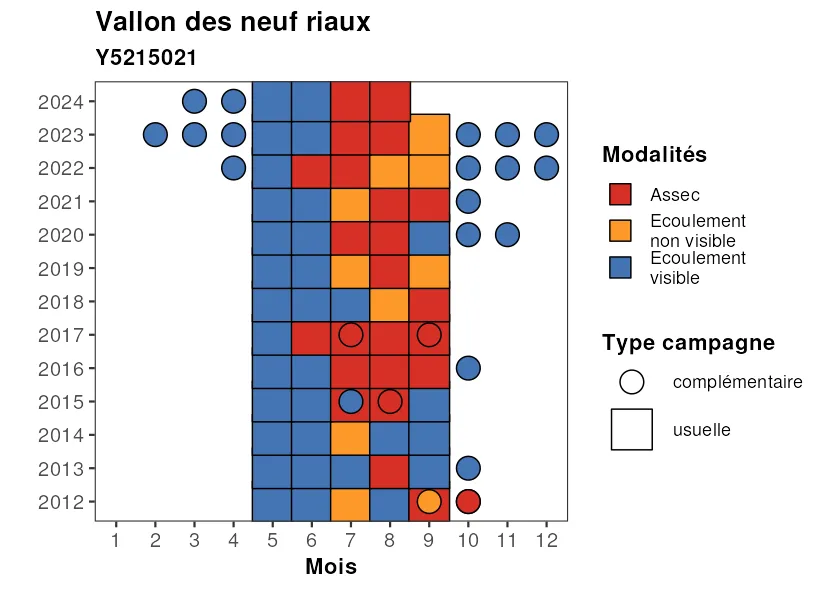 Vallon des neuf riaux
Y5215021
2024
2023
2022
2021
2020
2019
2018
2017
2016
2015
2014
2013
2012
1 2 3 4 5 6 7 8 9 10 11 12
Mois
Modalités
Assec
Ecoulement
non visible
Ecoulement
visible
Type campagne
complémentaire
usuelle